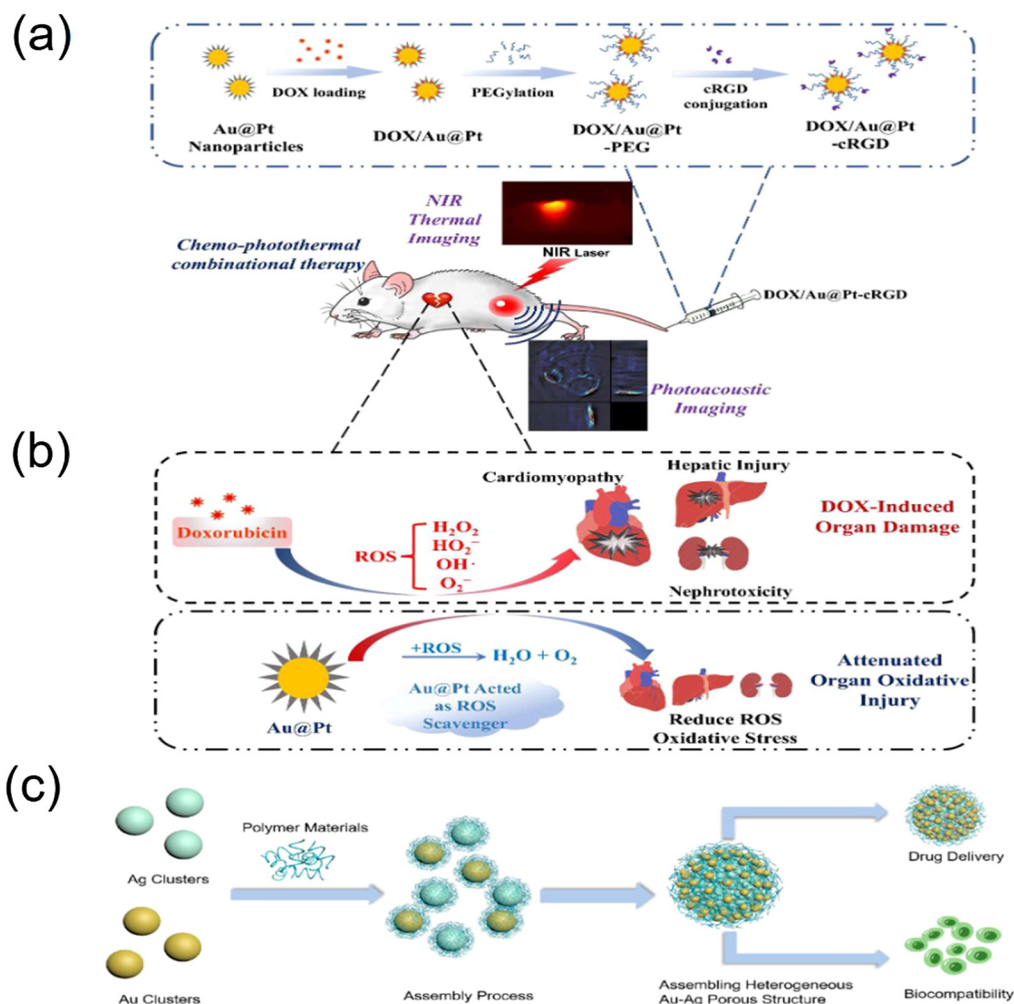 (a)
DOX loading
PEGylation
cRGD
conjugation
Au@Pt
Nanoparticles
DOX/Au@Pt
DOX/Au@Pt
-PEG
DOX/Au@Pt
-cRGD
NIR
Thermal
Imaging
Chemo-photothermal
combinational therapy
NIR Laser
DOX/Au@Pt-cRGD
Photoacoustic
Imaging
(b)
Doxorubicin
ROS
H₂O₂
HO₂⁻
OH·
O₂⁻
Cardiomyopathy
Hepatic Injury
Nephrotoxicity
DOX-Induced
Organ Damage
Au@Pt
+ROS
H₂O + O₂
Au@Pt Acted
as ROS
Scavenger
Reduce ROS
Oxidative Stress
Attenuated
Organ Oxidative
Injury
(c)
Ag Clusters
Au Clusters
Polymer Materials
Assembly Process
Assembling Heterogeneous
Au-Ag Porous Structure
Drug Delivery
Biocompatibility